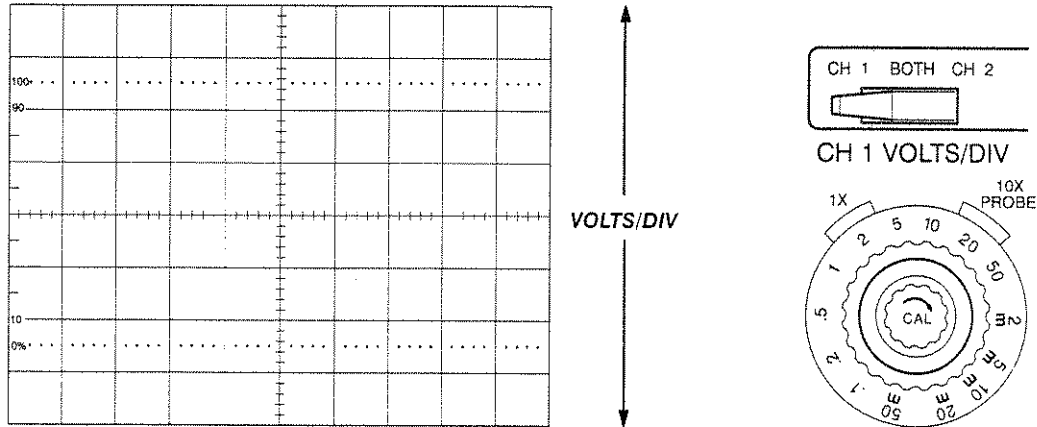 100
90
10
0%
VOLTS/DIV
CH 1 BOTH CH 2
CH 1 VOLTS/DIV
1X
10X
PROBE
.1 .2 .5 1 2 5 10 20 50 2 m 5 m 10 m 20 m 50 m
CAL